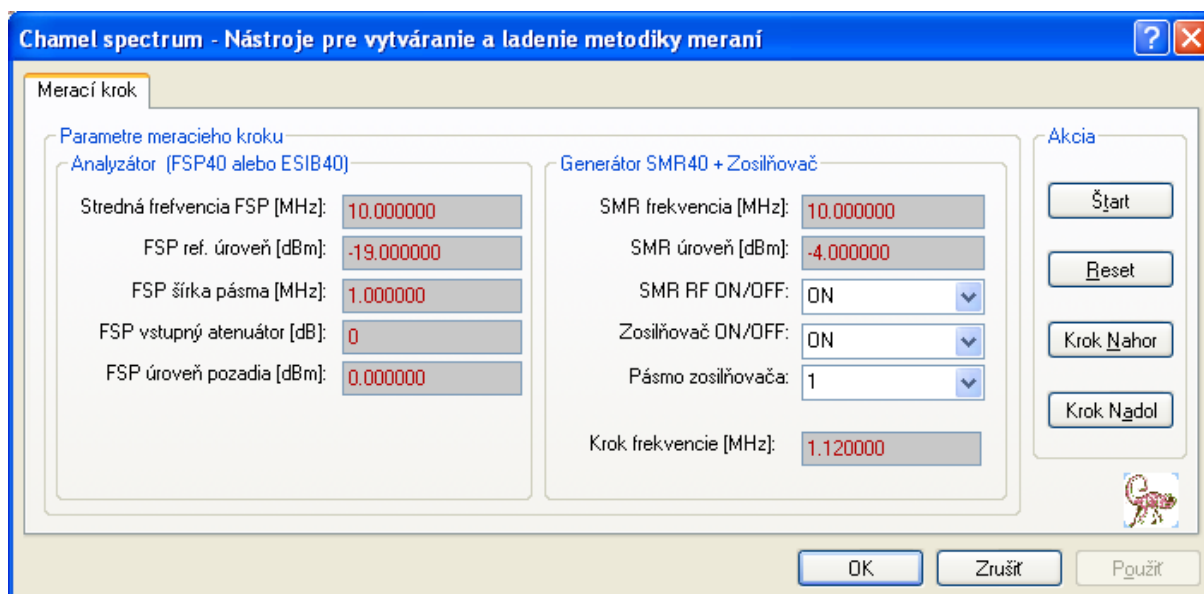 Chamel spectrum - Nástroje pre vytváranie a ladenie metodiky meraní
Merací krok
Parametre meracieho kroku
Analyzátor (FSP40 alebo ESIB40)
Stredná frefvencia FSP [MHz]: 10.000000
FSP ref. úroveň [dBm]: -19.000000
FSP šírka pásma [MHz]: 1.000000
FSP vstupný atenuátor [dB]: 0
FSP úroveň pozadia [dBm]: 0.000000
Generátor SMR40 + Zosilňovač
SMR frekvencia [MHz]: 10.000000
SMR úroveň [dBm]: -4.000000
SMR RF ON/OFF: ON
Zosilňovač ON/OFF: ON
Pásmo zosilňovača: 1
Krok frekvencie [MHz]: 1.120000
Akcia
Štart
Reset
Krok Nahor
Krok Nadol
OK
Zrušiť
Použiť